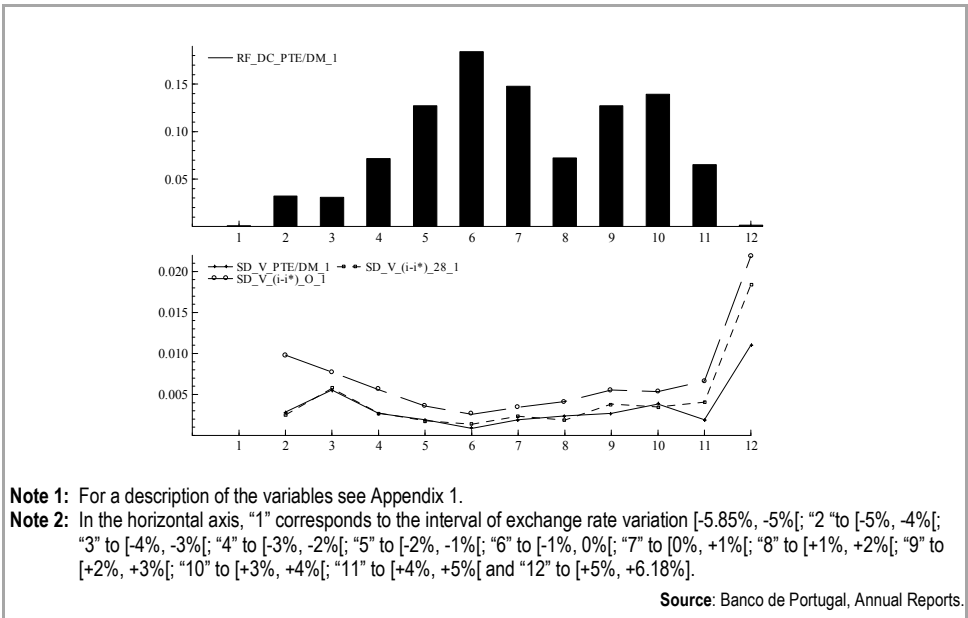 RF_DC_PTE/DM_1
0.15
0.10
0.05
1 2 3 4 5 6 7 8 9 10 11 12
SD_V_PTE/DM_1 SD_V_(i-i*)_28_1
SD_V_(i-i*)_O_1
0.020
0.015
0.010
0.005
1 2 3 4 5 6 7 8 9 10 11 12
Note 1: For a description of the variables see Appendix 1.
Note 2: In the horizontal axis, “1” corresponds to the interval of exchange rate variation [-5.85%, -5%[; “2 “to [-5%, -4%[;
“3” to [-4%, -3%[; “4” to [-3%, -2%[; “5” to [-2%, -1%[; “6” to [-1%, 0%[; “7” to [0%, +1%[; “8” to [+1%, +2%[; “9” to
[+2%, +3%[; “10” to [+3%, +4%[; “11” to [+4%, +5%[ and “12” to [+5%, +6.18%].
Source: Banco de Portugal, Annual Reports.